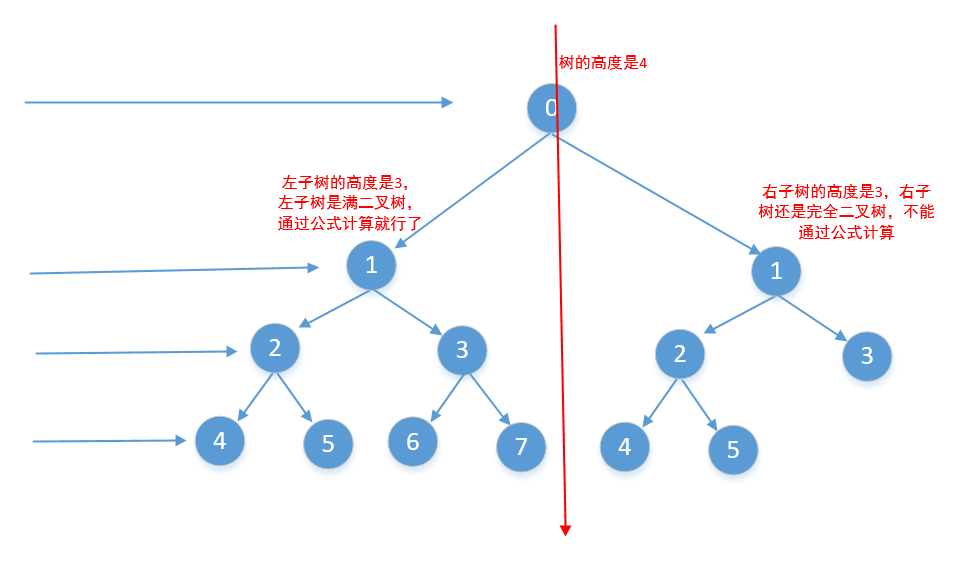 树的高度是4
0
左子树的高度是3，
左子树是满二叉树，
通过公式计算就行了
右子树的高度是3，右子
树还是完全二叉树，不能
通过公式计算
1
1
2
3
2
3
4
5
6
7
4
5